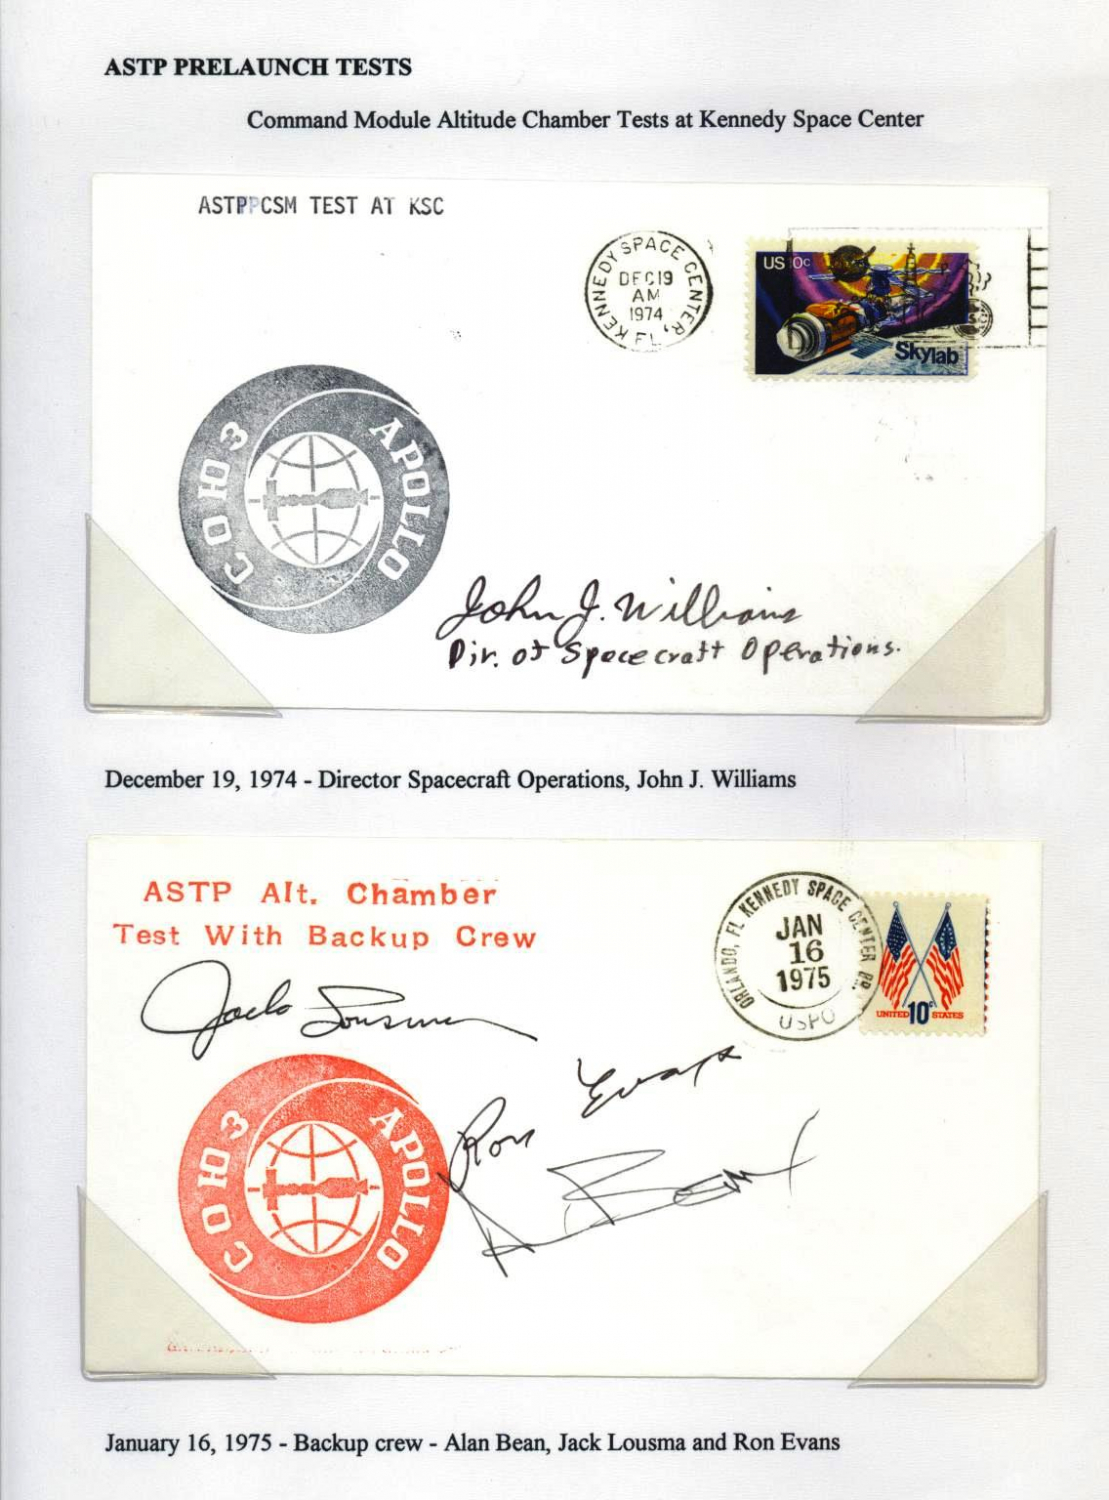 ASTP PRELAUNCH TESTS
Command Module Altitude Chamber Tests at Kennedy Space Center
ASTPPCSM TEST AT KSC
KENNEDY SPACE CENTER, FL
DEC 19
AM
1974
US 10c
Skylab
СОЮЗ
APOLLO
John J. Williams
Dir. of Spacecraft Operations.
December 19, 1974 - Director Spacecraft Operations, John J. Williams
ASTP Alt. Chamber
Test With Backup Crew
ORLANDO, FL KENNEDY SPACE CENTER BR.
JAN
16
1975
USPO
UNITED 10c STATES
Jack Lousma
Ron Evans
A Bean
СОЮЗ
APOLLO
January 16, 1975 - Backup crew - Alan Bean, Jack Lousma and Ron Evans